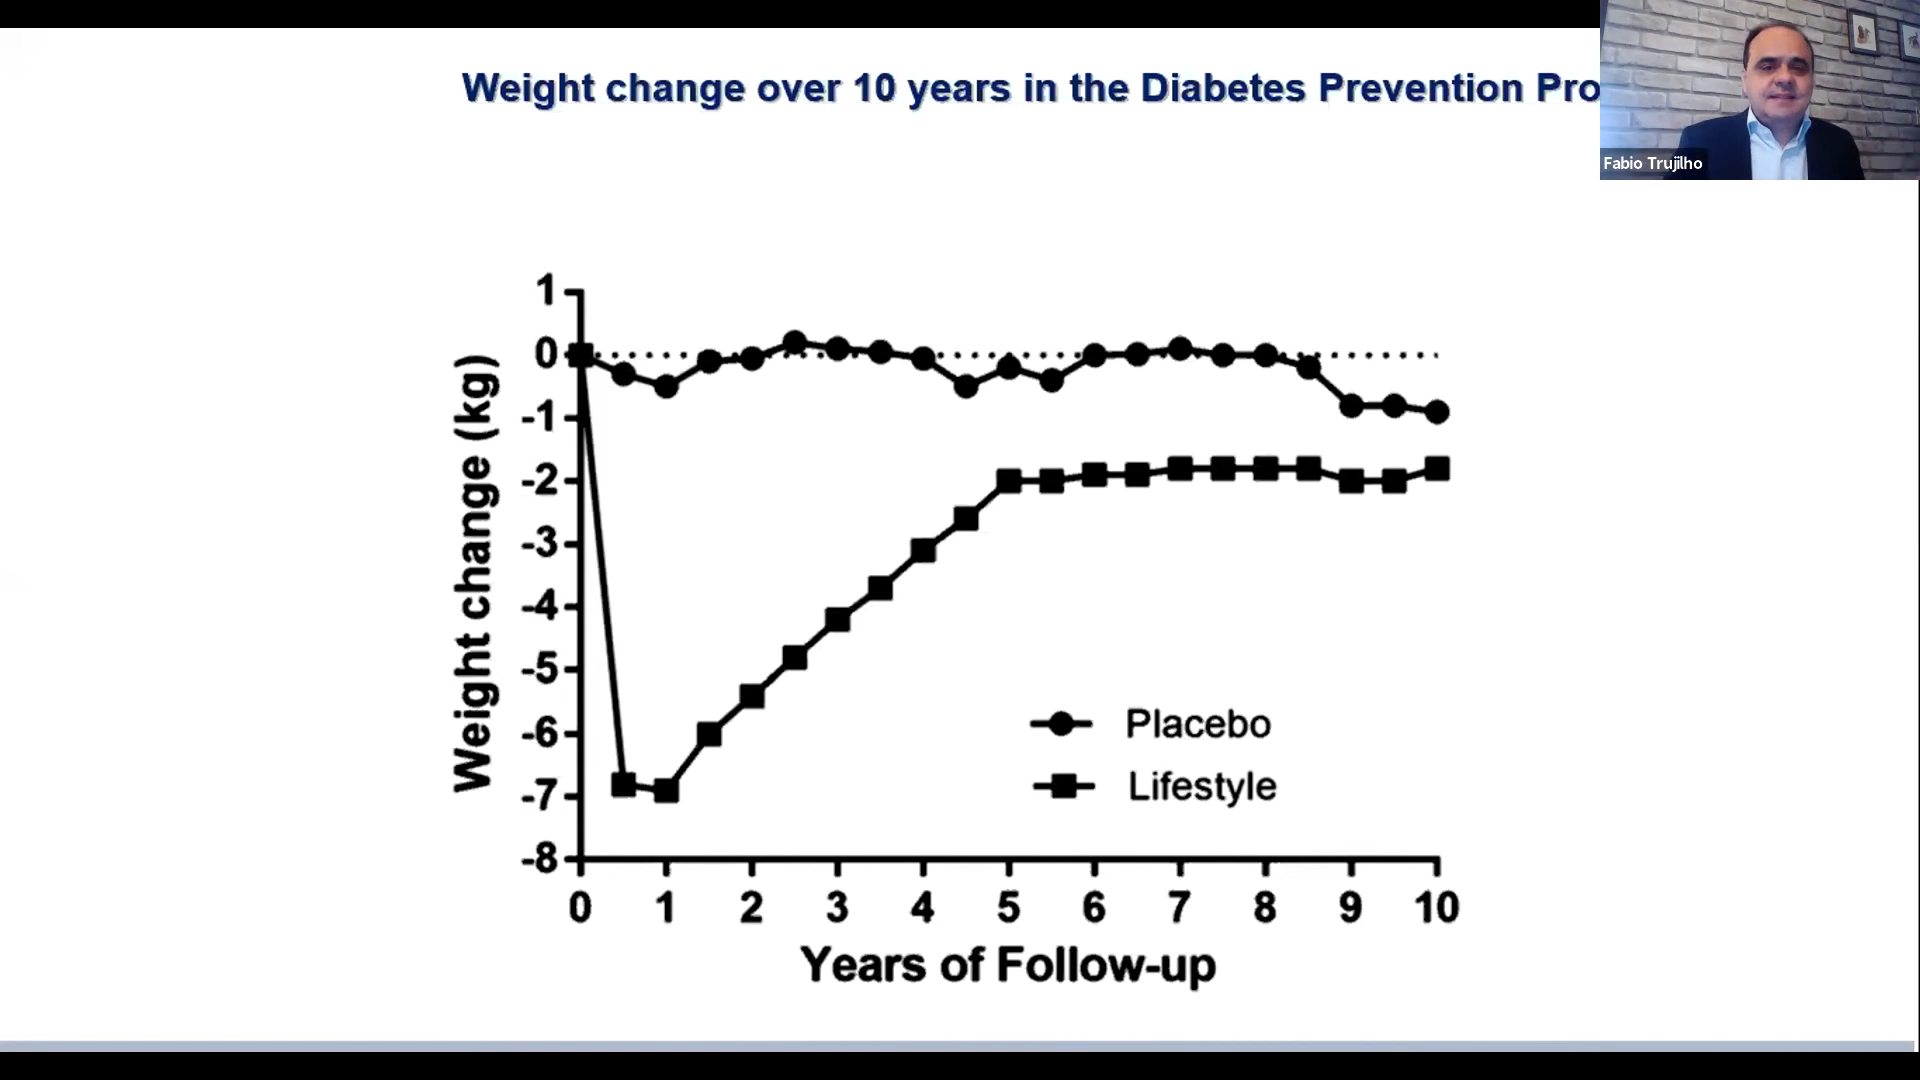 Weight change over 10 years in the Diabetes Prevention Pro
Fabio Trujilho
Weight change (kg)
1
0
-1
-2
-3
-4
-5
-6
-7
-8
Placebo
Lifestyle
0 1 2 3 4 5 6 7 8 9 10
Years of Follow-up